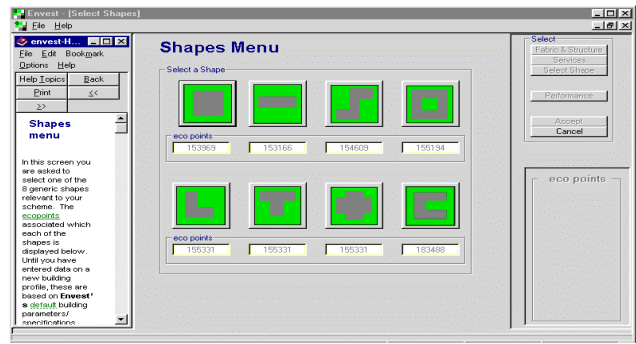 Envest - [Select Shapes]
File Help
envest-H...
File Edit Bookmark
Options Help
Help Topics Back
Print <<
>>
Shapes
menu
In this screen you
are asked to
select one of the
8 generic shapes
relevant to your
scheme. The
ecopoints
associated which
each of the
shapes is
displayed below.
Until you have
entered data on a
new building
profile, these are
based on Envest'
s default building
parameters/
specifications
Shapes Menu
Select a Shape
eco points
153969 153166 154609 155194
eco points
155331 155331 155331 183488
Select
Fabric & Structure
Services
Select Shape
Performance
Accept
Cancel
eco points